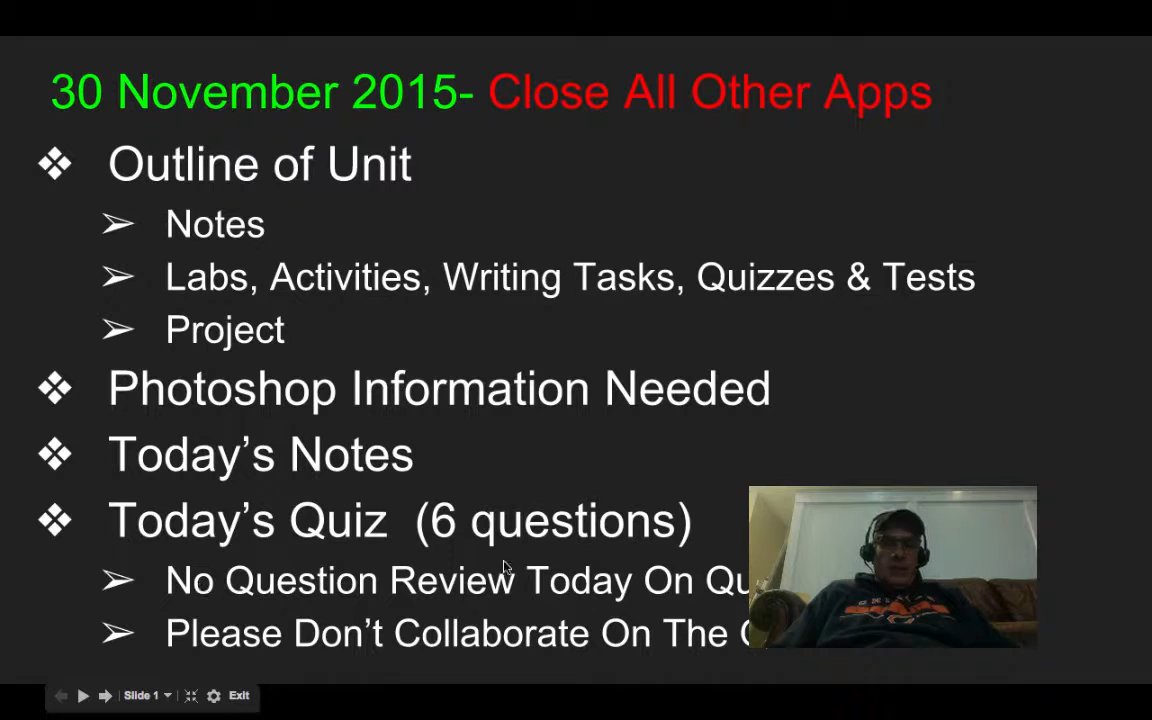 30 November 2015- Close All Other Apps
❖ Outline of Unit
➢ Notes
➢ Labs, Activities, Writing Tasks, Quizzes & Tests
➢ Project
❖ Photoshop Information Needed
❖ Today’s Notes
❖ Today’s Quiz (6 questions)
➢ No Question Review Today On
➢ Please Don’t Collaborate On The
Slide 1
Exit